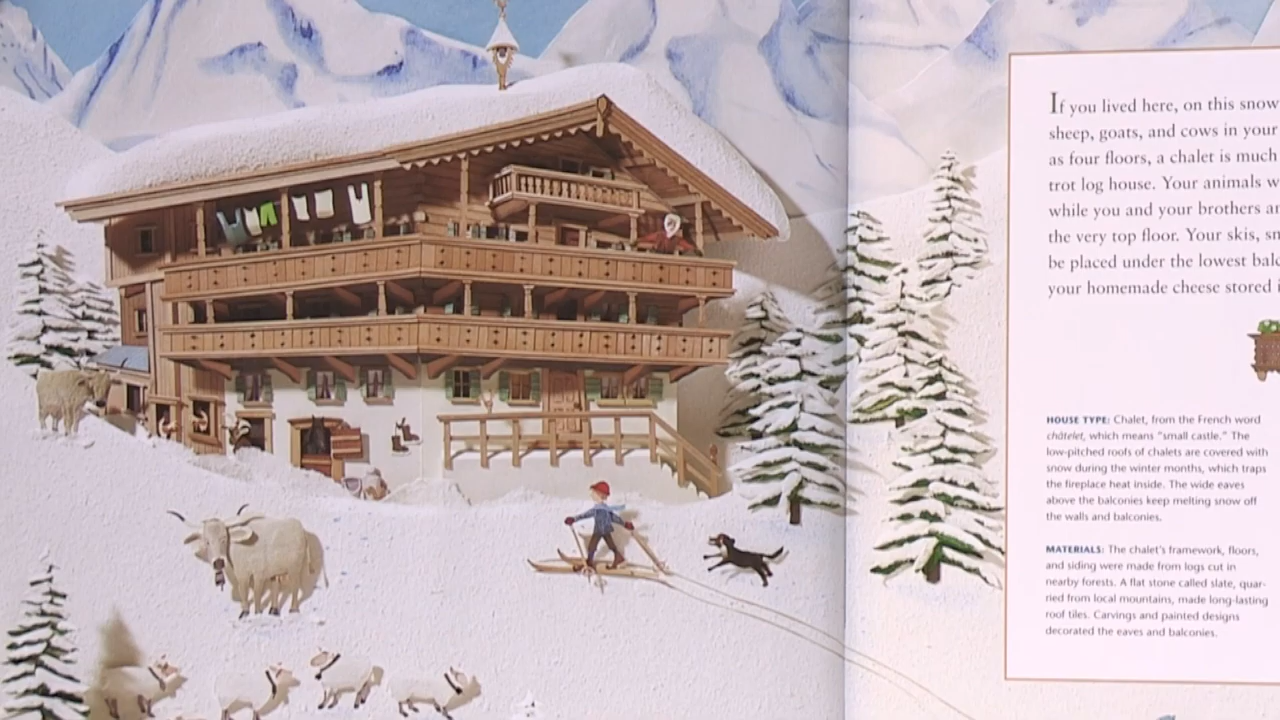 If you lived here, on this snow
sheep, goats, and cows in your
as four floors, a chalet is much
trot log house. Your animals w
while you and your brothers ar
the very top floor. Your skis, sn
be placed under the lowest balc
your homemade cheese stored i
HOUSE TYPE: Chalet, from the French word
châtelet, which means “small castle.” The
low-pitched roofs of chalets are covered with
snow during the winter months, which traps
the fireplace heat inside. The wide eaves
above the balconies keep melting snow off
the walls and balconies.
MATERIALS: The chalet's framework, floors,
and siding were made from logs cut in
nearby forests. A flat stone called slate, quar-
ried from local mountains, made long-lasting
roof tiles. Carvings and painted designs
decorated the eaves and balconies.